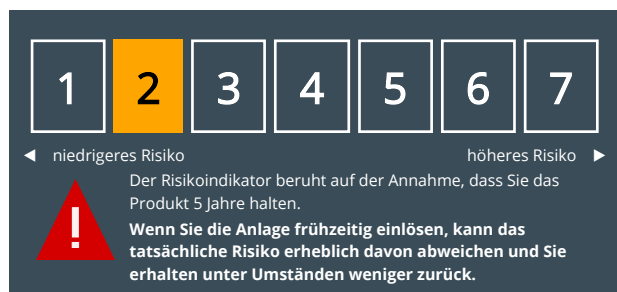 1 2 3 4 5 6 7
◄ niedrigeres Risiko höheres Risiko ►
Der Risikoindikator beruht auf der Annahme, dass Sie das
Produkt 5 Jahre halten.
!
Wenn Sie die Anlage frühzeitig einlösen, kann das
tatsächliche Risiko erheblich davon abweichen und Sie
erhalten unter Umständen weniger zurück.